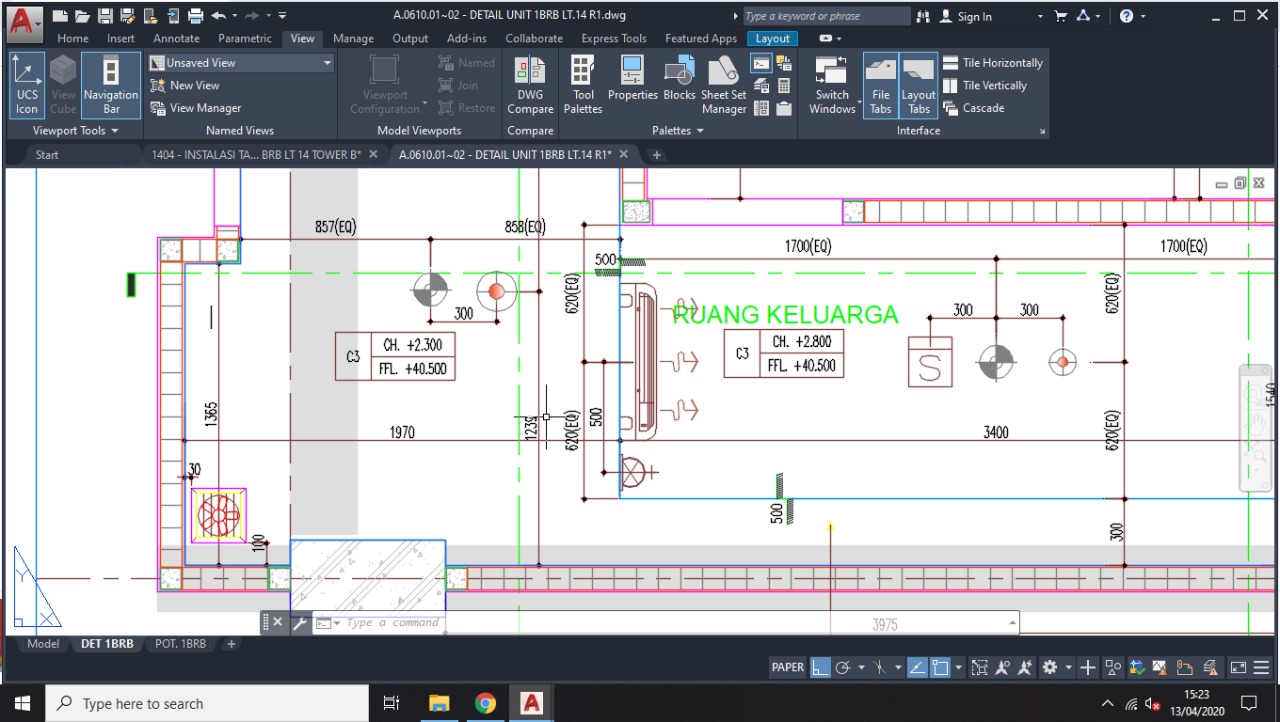 A.0610.01~02 - DETAIL UNIT 1BRB LT.14 R1.dwg
Type a keyword or phrase
Sign In
Home Insert Annotate Parametric View Manage Output Add-ins Collaborate Express Tools Featured Apps Layout
UCS Icon
View Cube
Navigation Bar
Viewport Tools
Unsaved View
New View
View Manager
Named Views
Viewport Configuration
Named
Join
Restore
Model Viewports
DWG Compare
Compare
Tool Palettes
Properties
Blocks
Sheet Set Manager
Palettes
Switch Windows
File Tabs
Layout Tabs
Tile Horizontally
Tile Vertically
Cascade
Interface
Start
1404 - INSTALASI TA... BRB LT 14 TOWER B*
A.0610.01~02 - DETAIL UNIT 1BRB LT.14 R1*
857(EQ)
858(EQ)
1700(EQ)
1700(EQ)
500
620(EQ)
620(EQ)
300
RUANG KELUARGA
300
300
C3
CH. +2.300
FFL. +40.500
C3
CH. +2.800
FFL. +40.500
S
1365
1239
620(EQ)
500
620(EQ)
1540
1970
3400
30
100
500
300
Y
X
Type a command
3975
Model
DET 1BRB
POT. 1BRB
PAPER
Type here to search
15:23
13/04/2020